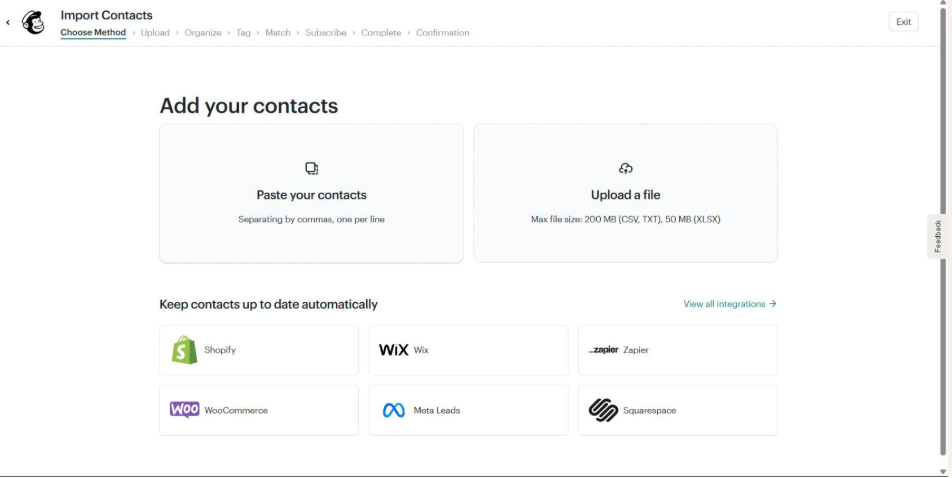 Import Contacts
Exit
Choose Method > Upload > Organize > Tag > Match > Subscribe > Complete > Confirmation
Add your contacts
Paste your contacts
Separating by commas, one per line
Upload a file
Max file size: 200 MB (CSV, TXT), 50 MB (XLSX)
Feedback
Keep contacts up to date automatically
View all integrations →
Shopify
WiX Wix
zapier Zapier
Woo WooCommerce
Meta Leads
Squarespace